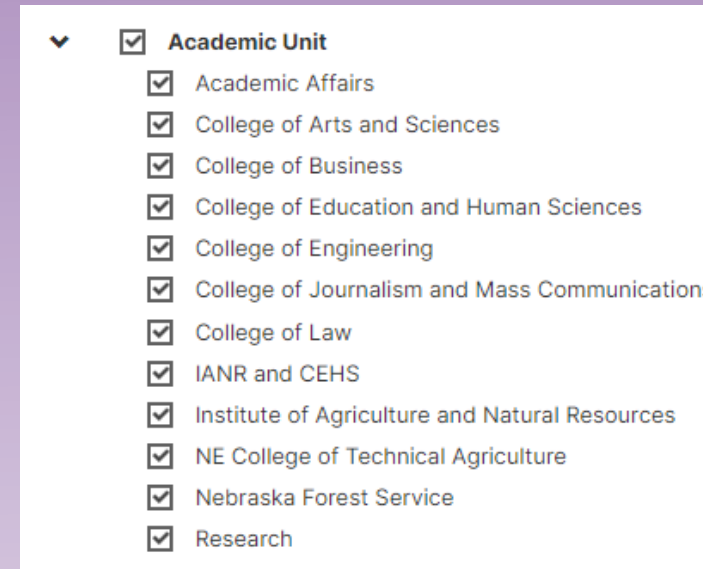 Academic Unit
Academic Affairs
College of Arts and Sciences
College of Business
College of Education and Human Sciences
College of Engineering
College of Journalism and Mass Communications
College of Law
IANR and CEHS
Institute of Agriculture and Natural Resources
NE College of Technical Agriculture
Nebraska Forest Service
Research